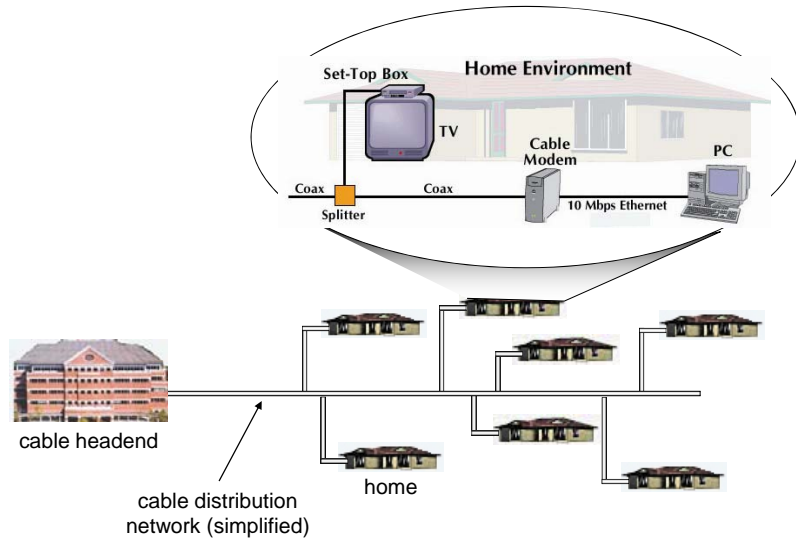 Home Environment
Set-Top Box
TV
Cable
Modem
PC
Coax
Coax
10 Mbps Ethernet
Splitter
cable headend
home
cable distribution
network (simplified)